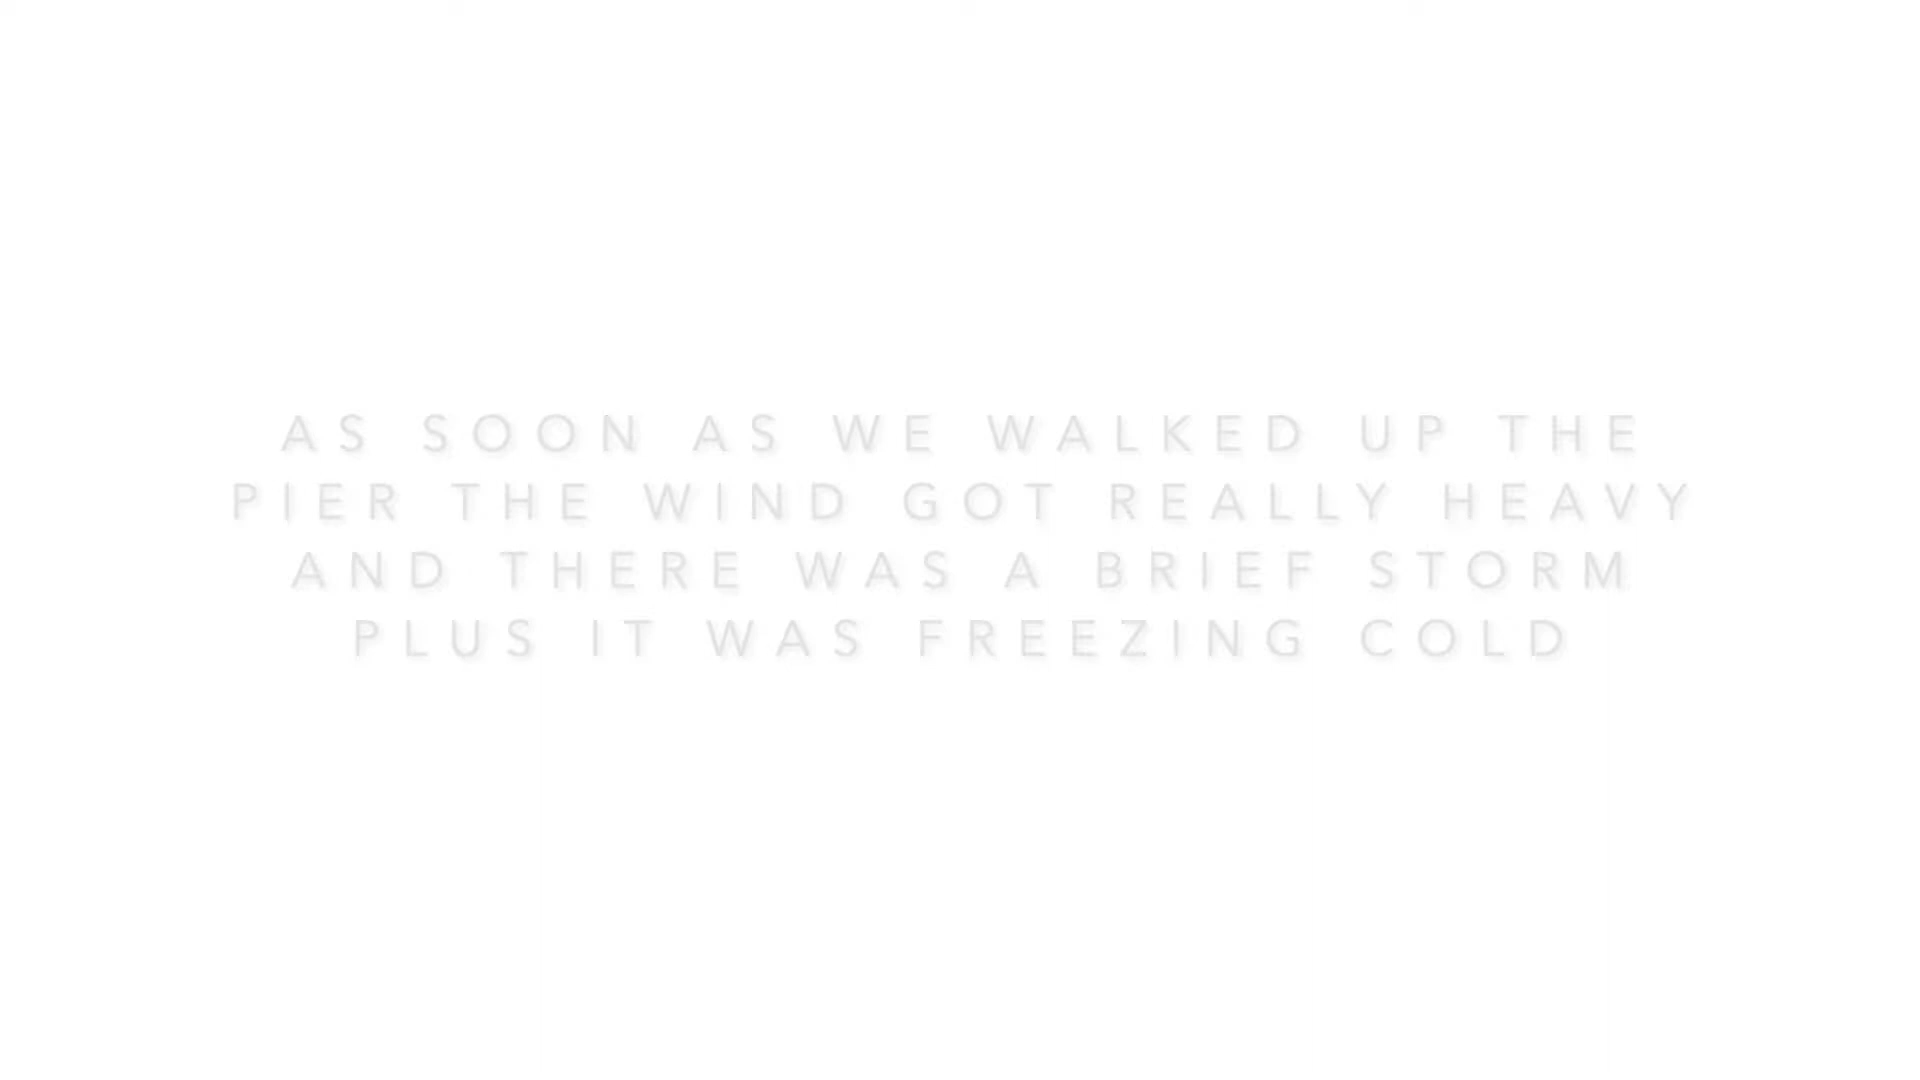 AS SOON AS WE WALKED UP THE
PIER THE WIND GOT REALLY HEAVY
AND THERE WAS A BRIEF STORM
PLUS IT WAS FREEZING COLD